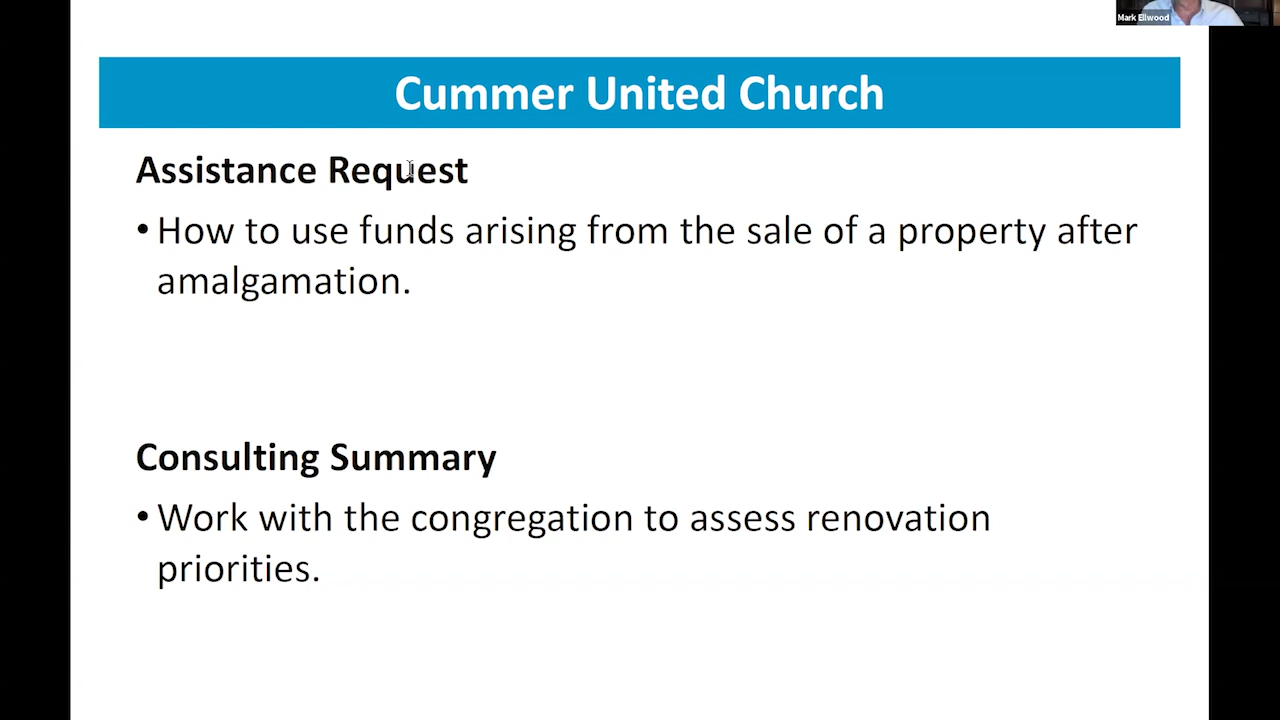 Mark Ellwood
Cummer United Church
Assistance Request
• How to use funds arising from the sale of a property after
amalgamation.
Consulting Summary
• Work with the congregation to assess renovation
priorities.